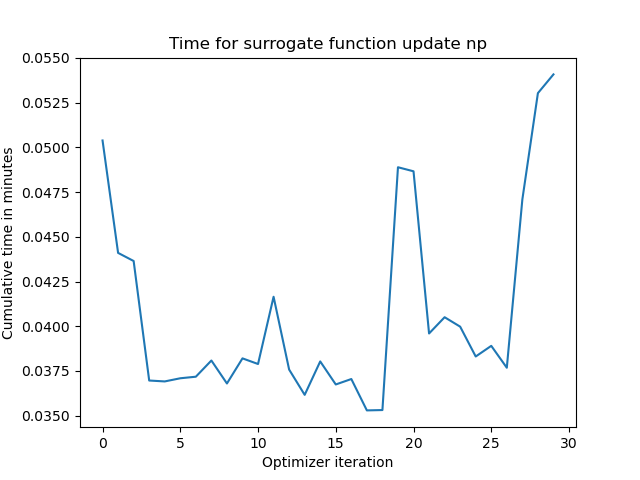 Time for surrogate function update np
0.0550
0.0525
0.0500
0.0475
0.0450
0.0425
0.0400
0.0375
0.0350
Cumulative time in minutes
0 5 10 15 20 25 30
Optimizer iteration